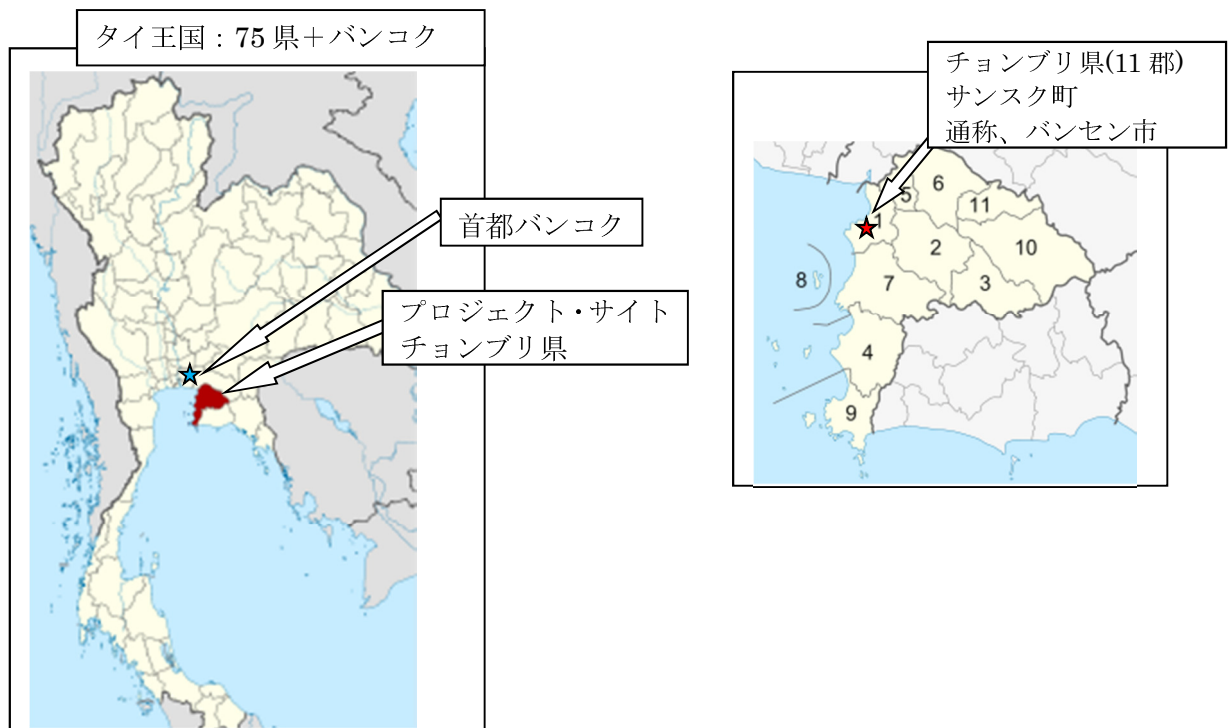 タイ王国：75 県＋バンコク
首都バンコク
プロジェクト・サイト
チョンブリ県
チョンブリ県(11 郡)
サンスク町
通称、バンセン市
6
5
11
1
2
10
8
7
3
4
9